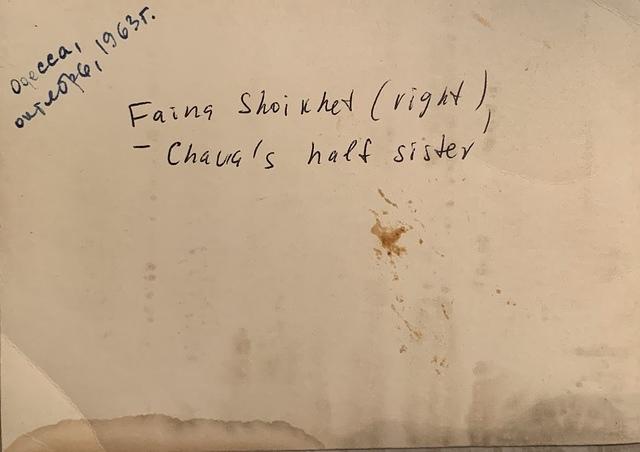 Одесса,
октябрь, 1963г.
Faina Shoikhet (right),
- Chava's half sister